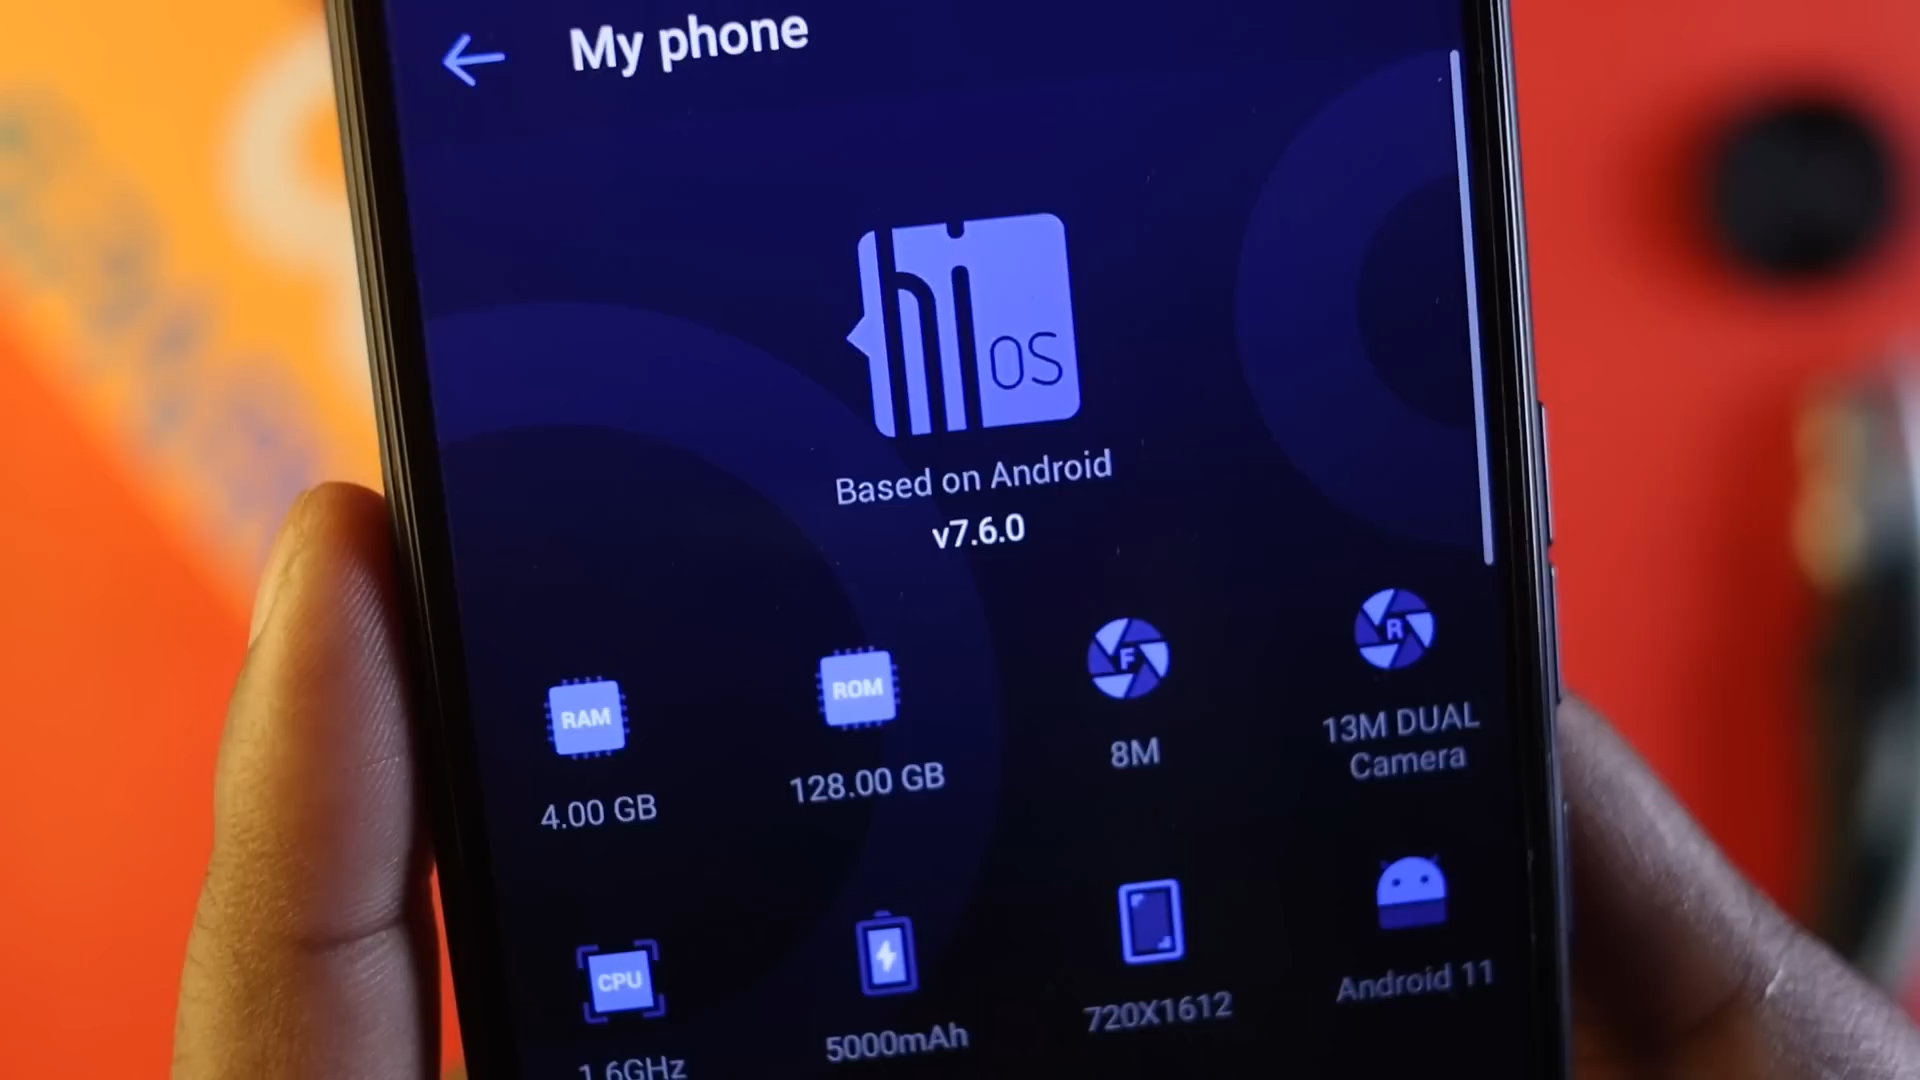 My phone
OS
Based on Android
v7.6.0
RAM
ROM
F
R
4.00 GB
128.00 GB
8M
13M DUAL
Camera
CPU
1.6GHz
5000mAh
720X1612
Android 11